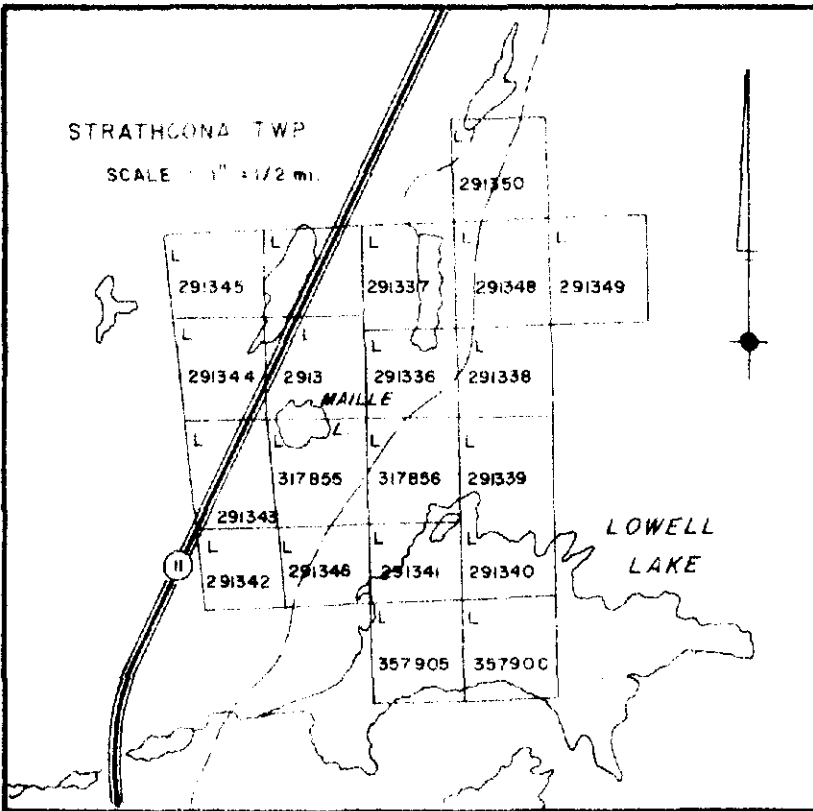 STRATHCONA TWP.
SCALE : 1" = 1/2 mi.
L
291350
L
291345
L
L
291337
L
291348
L
291349
L
291344
L
2913
L
291336
L
291338
MAILLE
L.
L
291343
L
317855
317856
L
291339
LOWELL
LAKE
11
L
291342
L
291346
291341
L
291340
L
357905
L
357900